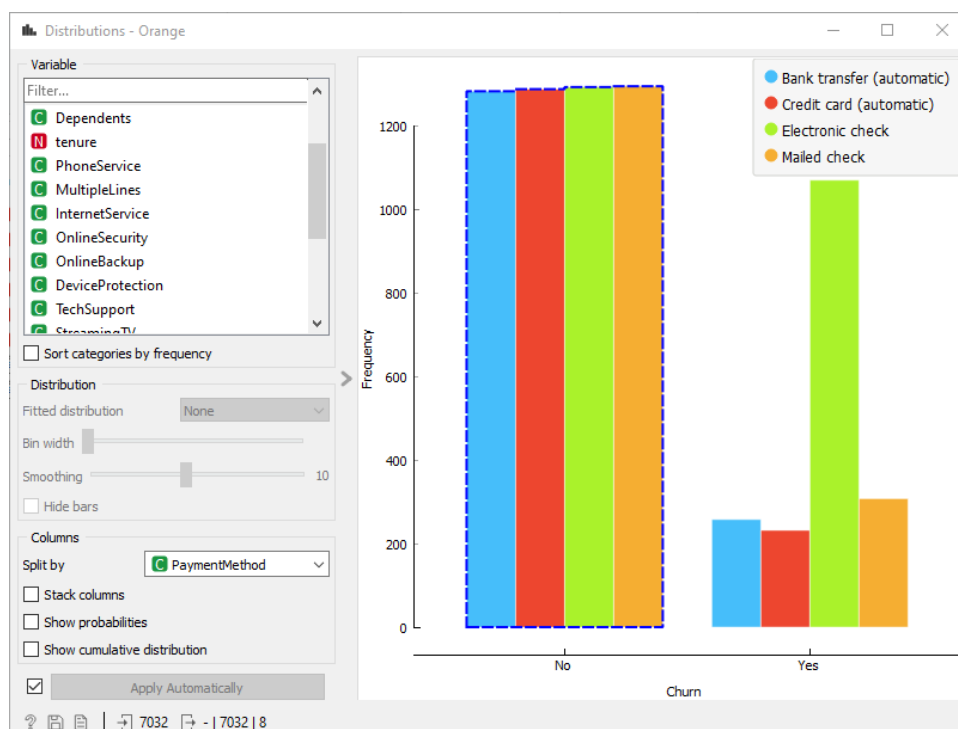 Distributions - Orange
Variable
Filter...
Dependents
N tenure
C PhoneService
C MultipleLines
C InternetService
C OnlineSecurity
C OnlineBackup
C DeviceProtection
C TechSupport
C StreamingTV
Sort categories by frequency
Distribution
Fitted distribution None
Bin width
Smoothing 10
Hide bars
Columns
Split by C PaymentMethod
Stack columns
Show probabilities
Show cumulative distribution
Apply Automatically
? 7032 - | 7032 | 8
Bank transfer (automatic)
Credit card (automatic)
Electronic check
Mailed check
Frequency
1200
1000
800
600
400
200
0
No Yes
Churn